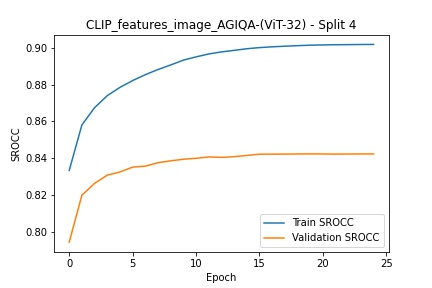 CLIP_features_image_AGIQA-(ViT-32) - Split 4
SROCC
0.90
0.88
0.86
0.84
0.82
0.80
0 5 10 15 20 25
Epoch
Train SROCC
Validation SROCC